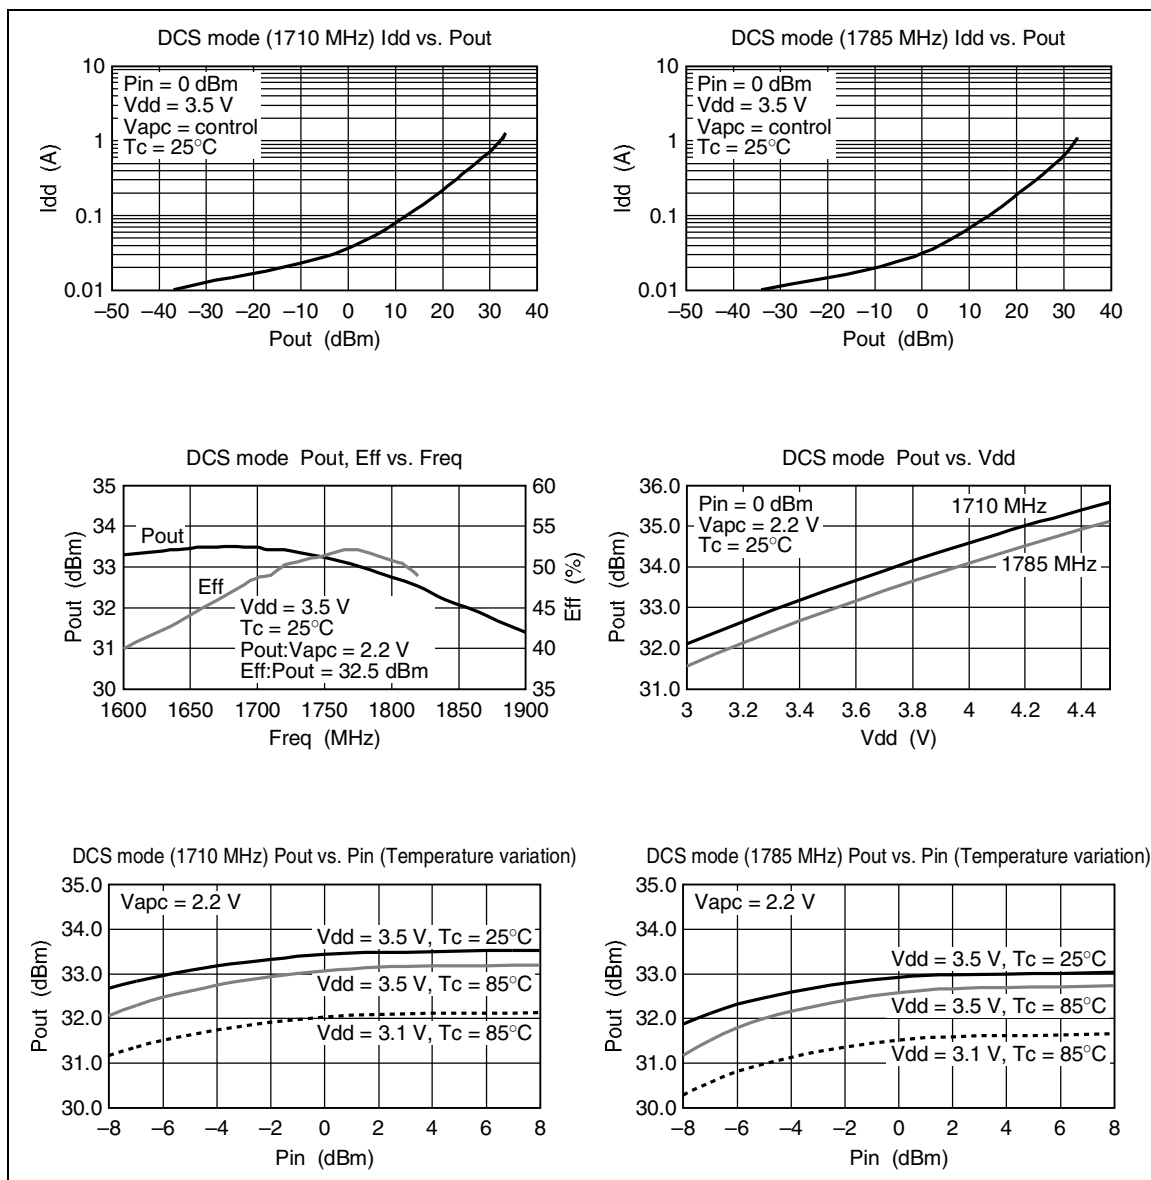 DCS mode (1710 MHz) Idd vs. Pout
10
1
0.1
0.01
Idd (A)
Pin = 0 dBm
Vdd = 3.5 V
Vapc = control
Tc = 25°C
–50 –40 –30 –20 –10 0 10 20 30 40
Pout (dBm)
DCS mode (1785 MHz) Idd vs. Pout
10
1
0.1
0.01
Idd (A)
Pin = 0 dBm
Vdd = 3.5 V
Vapc = control
Tc = 25°C
–50 –40 –30 –20 –10 0 10 20 30 40
Pout (dBm)
DCS mode Pout, Eff vs. Freq
35
34
33
32
31
30
Pout (dBm)
60
55
50
45
40
35
Eff (%)
Pout
Eff
Vdd = 3.5 V
Tc = 25°C
Pout:Vapc = 2.2 V
Eff:Pout = 32.5 dBm
1600 1650 1700 1750 1800 1850 1900
Freq (MHz)
DCS mode Pout vs. Vdd
36.0
35.0
34.0
33.0
32.0
31.0
Pout (dBm)
Pin = 0 dBm
Vapc = 2.2 V
Tc = 25°C
1710 MHz
1785 MHz
3 3.2 3.4 3.6 3.8 4 4.2 4.4
Vdd (V)
DCS mode (1710 MHz) Pout vs. Pin (Temperature variation)
35.0
34.0
33.0
32.0
31.0
30.0
Pout (dBm)
Vapc = 2.2 V
Vdd = 3.5 V, Tc = 25°C
Vdd = 3.5 V, Tc = 85°C
Vdd = 3.1 V, Tc = 85°C
–8 –6 –4 –2 0 2 4 6 8
Pin (dBm)
DCS mode (1785 MHz) Pout vs. Pin (Temperature variation)
35.0
34.0
33.0
32.0
31.0
30.0
Pout (dBm)
Vapc = 2.2 V
Vdd = 3.5 V, Tc = 25°C
Vdd = 3.5 V, Tc = 85°C
Vdd = 3.1 V, Tc = 85°C
–8 –6 –4 –2 0 2 4 6 8
Pin (dBm)